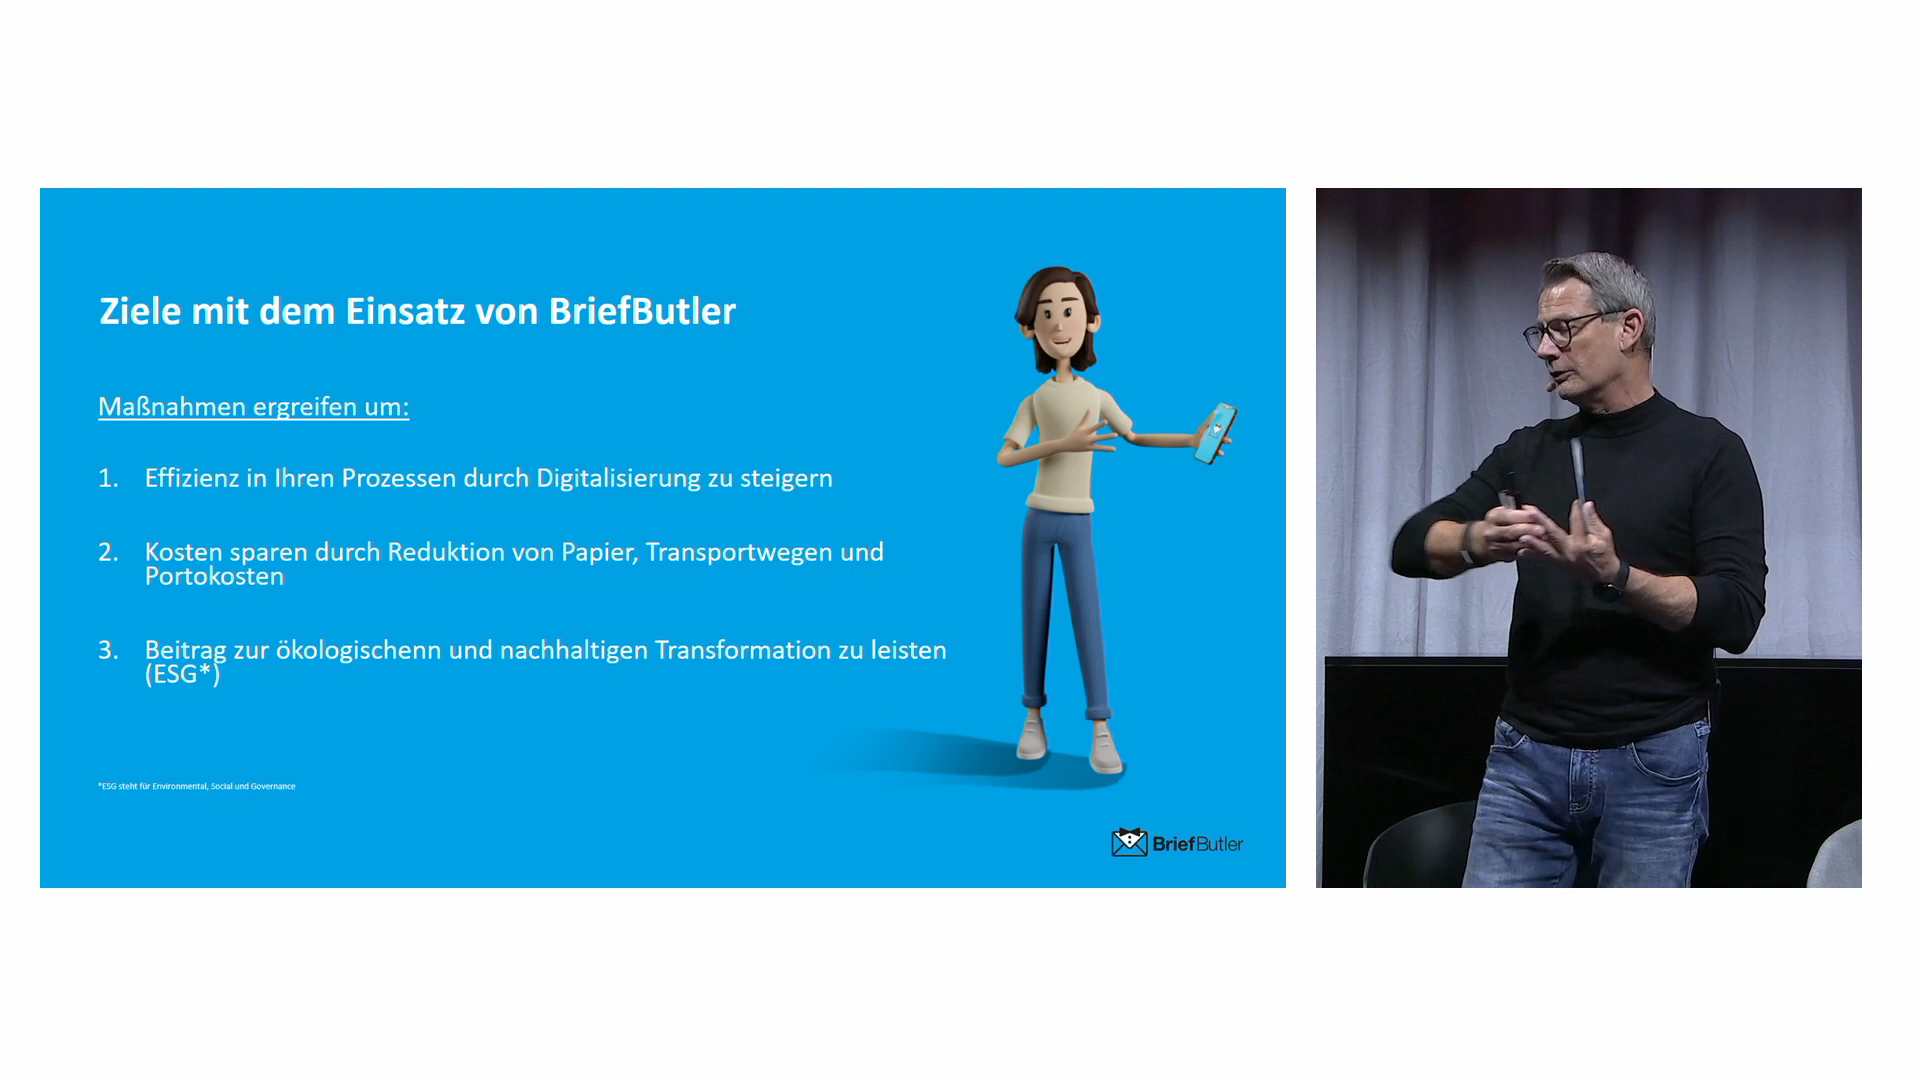 Ziele mit dem Einsatz von BriefButler
Maßnahmen ergreifen um:
1. Effizienz in Ihren Prozessen durch Digitalisierung zu steigern
2. Kosten sparen durch Reduktion von Papier, Transportwegen und
Portokosten
3. Beitrag zur ökologischenn und nachhaltigen Transformation zu leisten
(ESG*)
*ESG steht für Environmental, Social und Governance
BriefButler